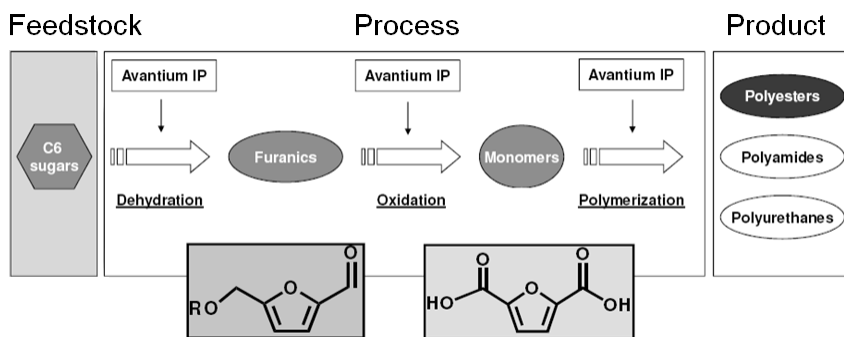 Feedstock
Process
Product
Avantium IP
Avantium IP
Avantium IP
C6
sugars
Furanics
Monomers
Polyesters
Polyamides
Polyurethanes
Dehydration
Oxidation
Polymerization
RO
O
O
HO
O
O
O
OH